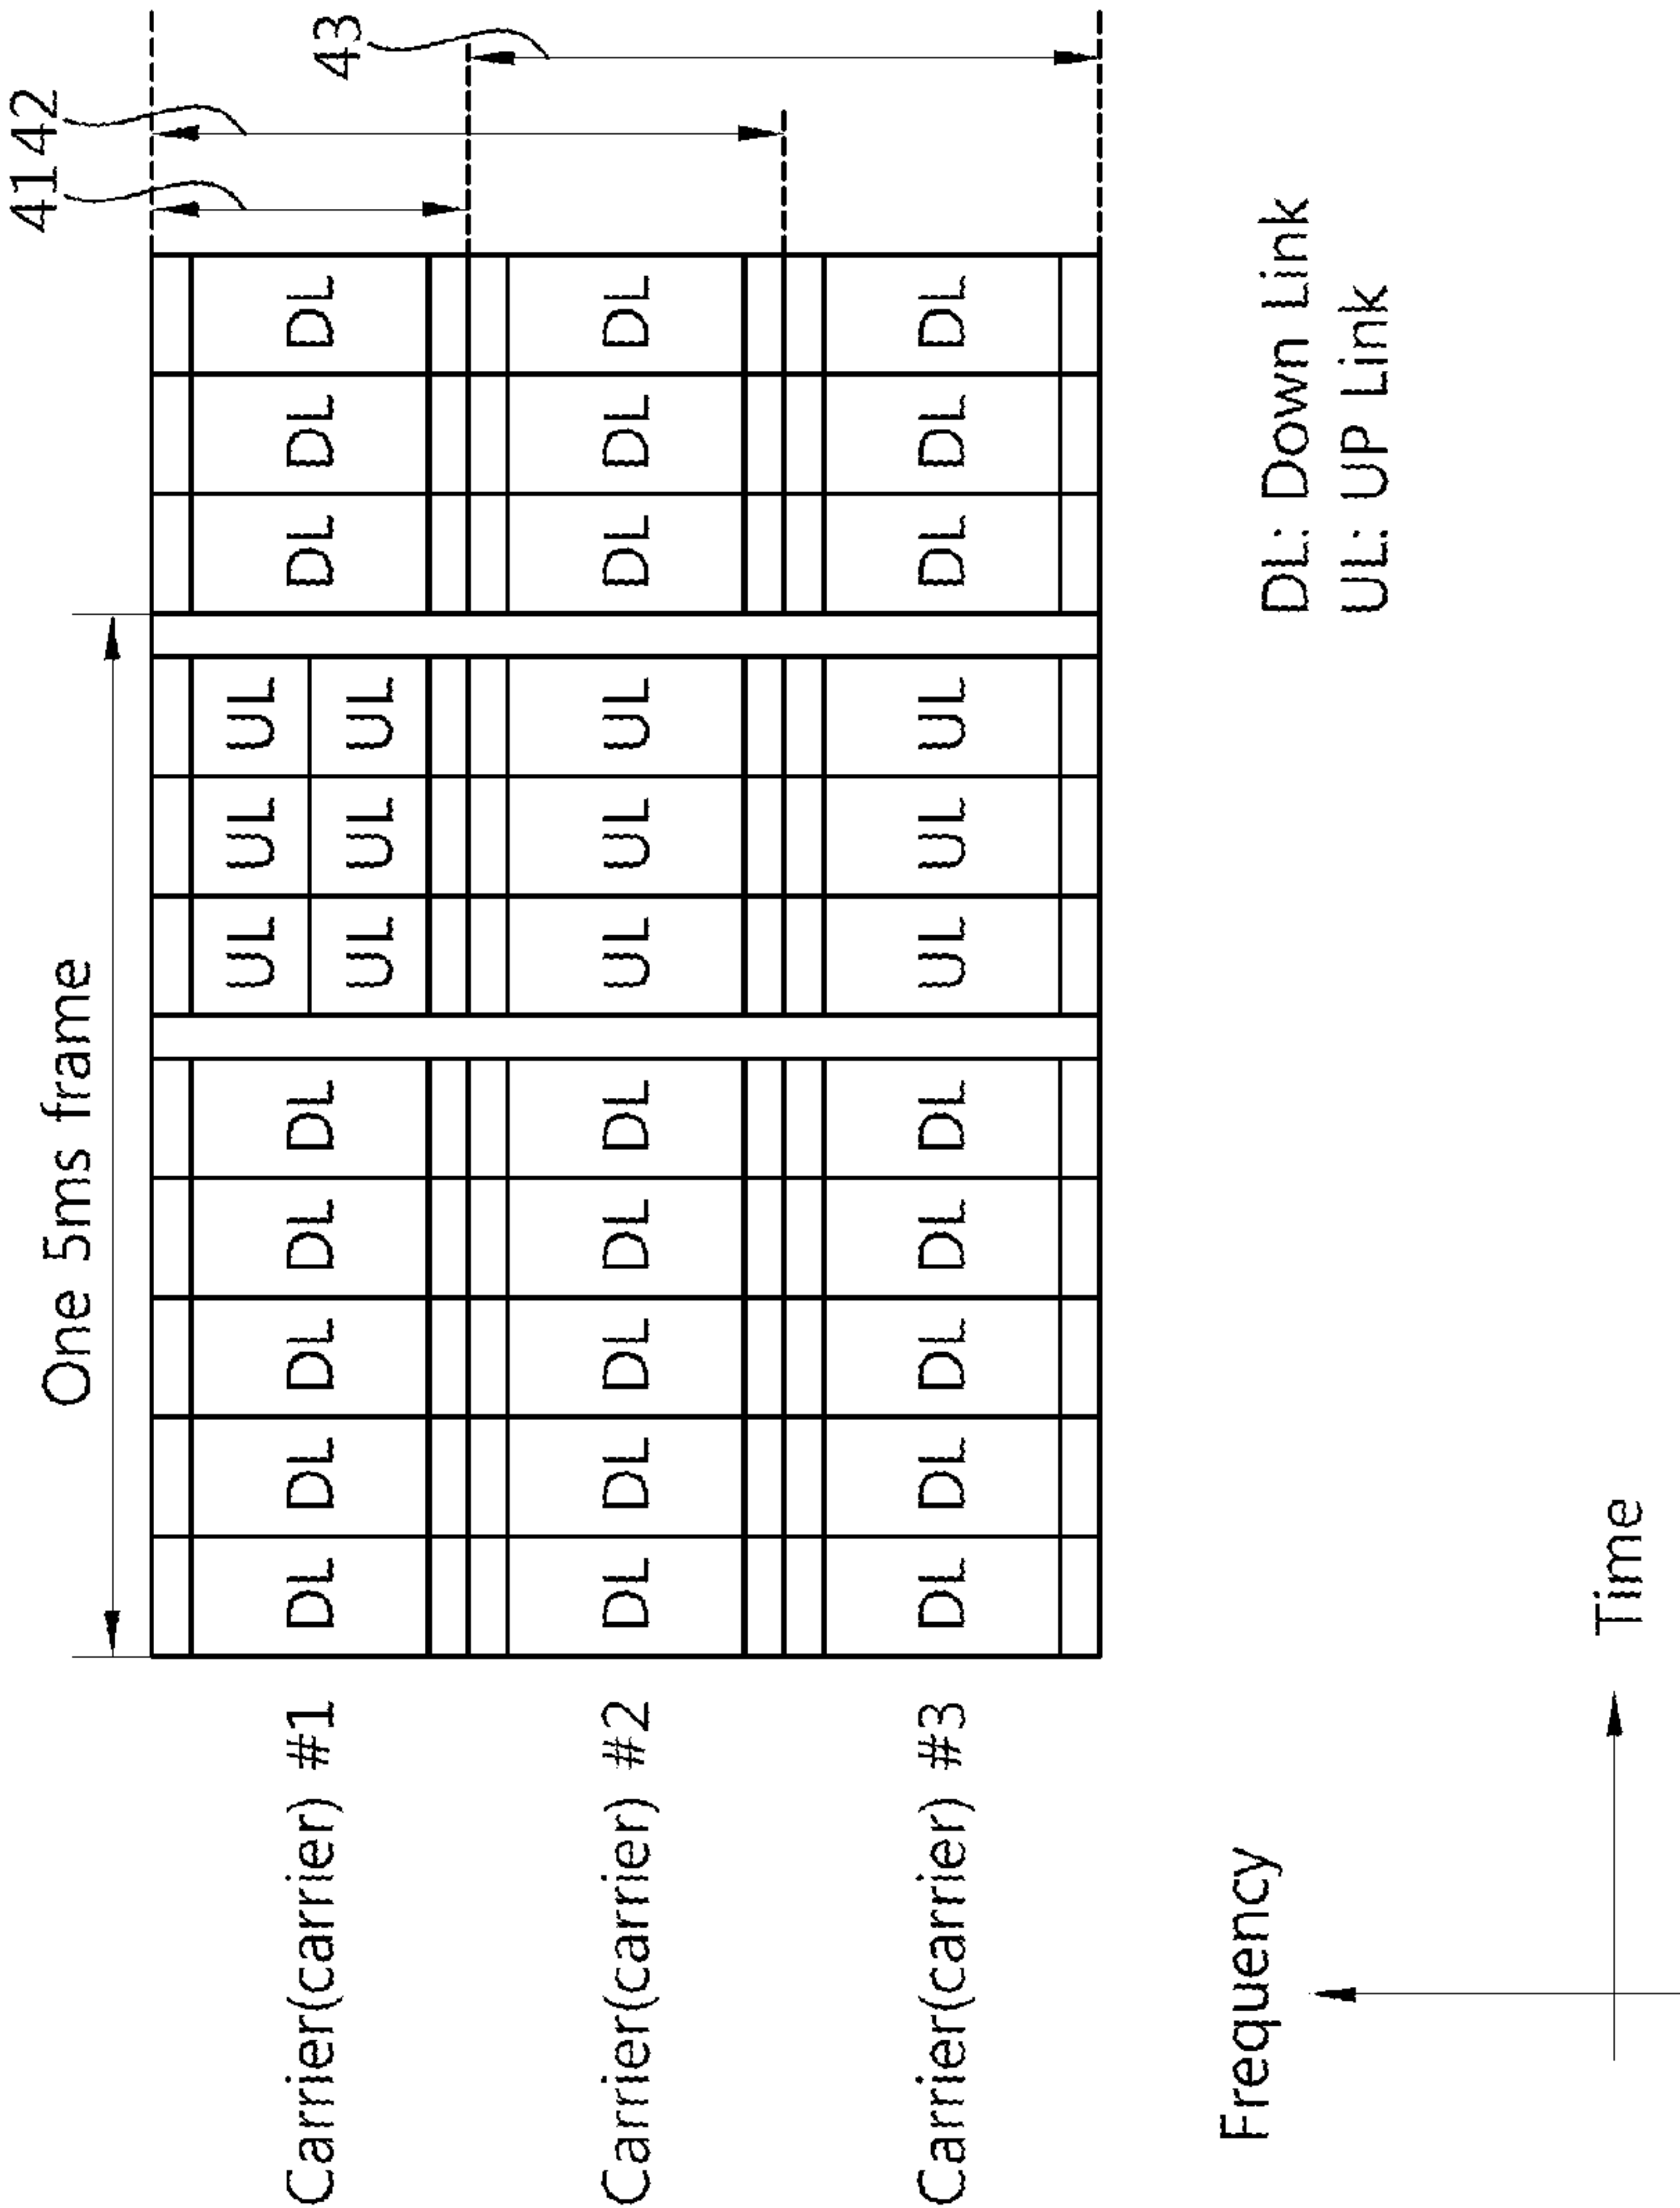 41 42
One 5ms frame
UL UL UL
Carrier(carrier) #1 DL DL DL DL DL DL DL DL
43
UL UL UL
Carrier(carrier) #2 DL DL DL DL DL UL UL UL DL DL DL
Carrier(carrier) #3 DL DL DL DL DL UL UL UL DL DL DL
Frequency
DL: Down Link
UL: UP Link
Time